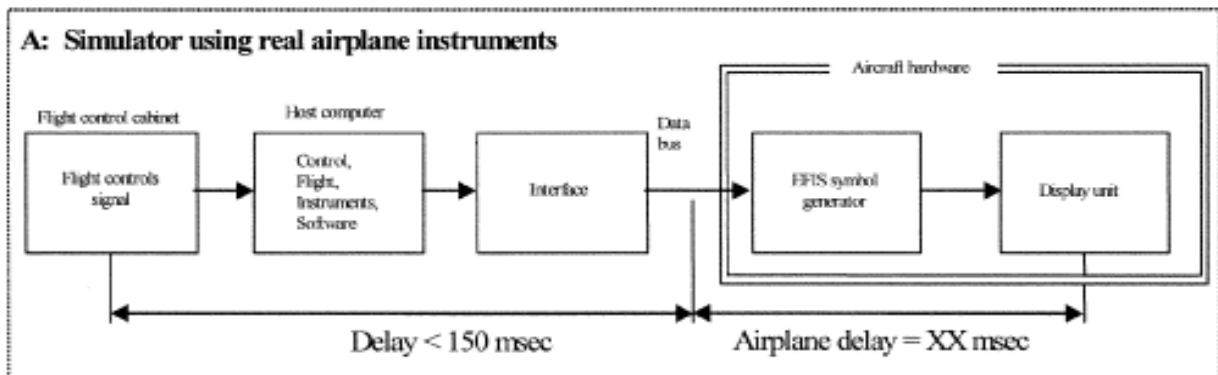 A: Simulator using real airplane instruments
Aircraft hardware
Flight control cabinet
Host computer
Data
bus
Flight controls
signal
Control,
Flight,
Instruments,
Software
Interface
EFIS symbol
generator
Display unit
Delay < 150 msec
Airplane delay = XX msec